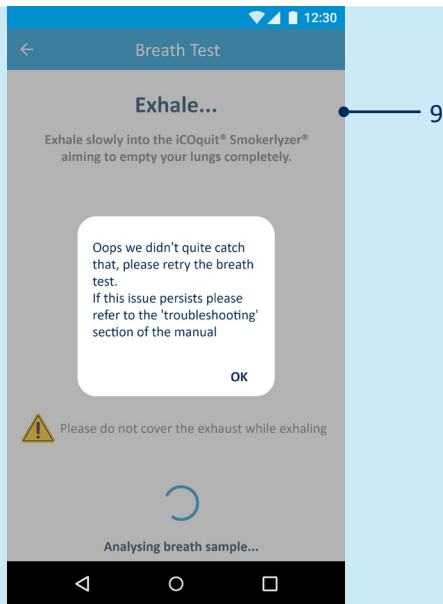 12:30
Breath Test
Exhale...
9
Exhale slowly into the iCOquit® Smokerlyzer®
aiming to empty your lungs completely.
Oops we didn't quite catch
that, please retry the breath
test.
If this issue persists please
refer to the 'troubleshooting'
section of the manual
OK
Please do not cover the exhaust while exhaling
Analysing breath sample...